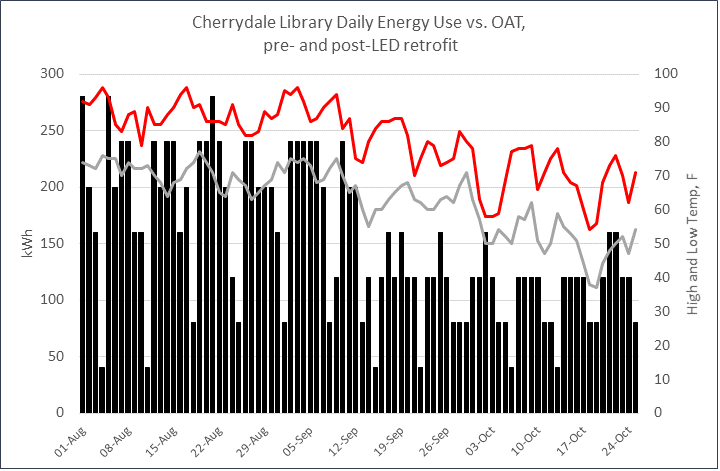 Cherrydale Library Daily Energy Use vs. OAT,
pre- and post-LED retrofit
300
250
200
150
100
50
0
kWh
100
90
80
70
60
50
40
30
20
10
0
High and Low Temp, F
01-Aug
08-Aug
15-Aug
22-Aug
29-Aug
05-Sep
12-Sep
19-Sep
26-Sep
03-Oct
10-Oct
17-Oct
24-Oct